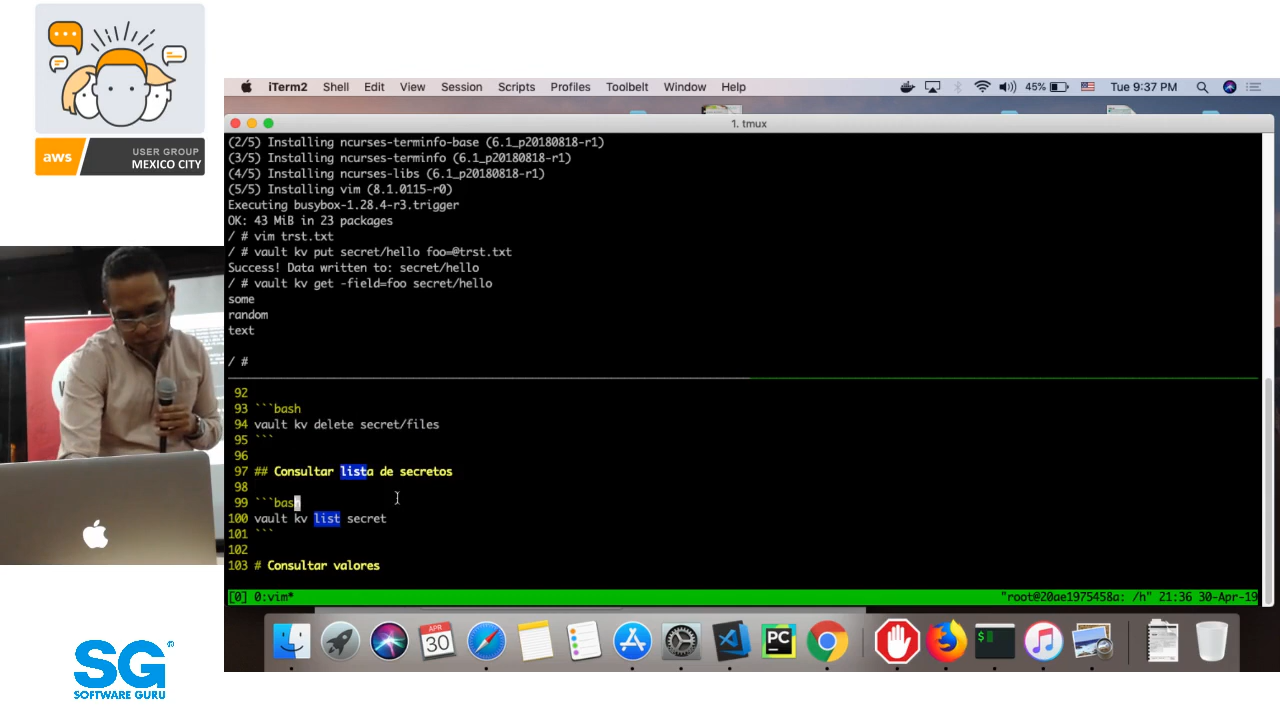 aws
USER GROUP
MEXICO CITY
iTerm2 Shell Edit View Session Scripts Profiles Toolbelt Window Help
45%
Tue 9:37 PM
1. tmux
(2/5) Installing ncurses-terminfo-base (6.1_p20180818-r1)
(3/5) Installing ncurses-terminfo (6.1_p20180818-r1)
(4/5) Installing ncurses-libs (6.1_p20180818-r1)
(5/5) Installing vim (8.1.0115-r0)
Executing busybox-1.28.4-r3.trigger
OK: 43 MiB in 23 packages
/ # vim trst.txt
/ # vault kv put secret/hello foo=@trst.txt
Success! Data written to: secret/hello
/ # vault kv get -field=foo secret/hello
some
random
text
/ #
92
93 ```bash
94 vault kv delete secret/files
95 ```
96
97 ## Consultar lista de secretos
98
99 ```bas
100 vault kv list secret
101 ```
102
103 # Consultar valores
[0] 0:vim*
"root@20ae1975458a: /h" 21:36 30-Apr-19
APR
30
PC
$
SG®
SOFTWARE GURU